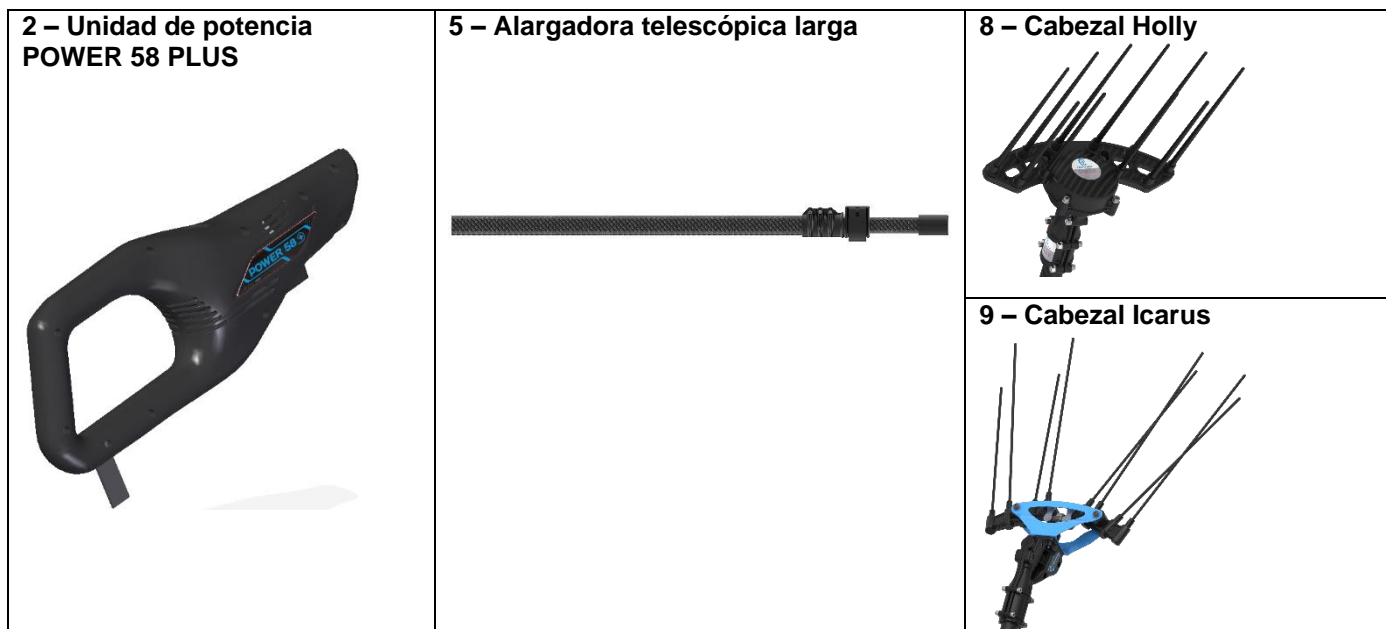 2 – Unidad de potencia
POWER 58 PLUS
POWER 58 +
5 – Alargadora telescópica larga
8 – Cabezal Holly
9 – Cabezal Icarus